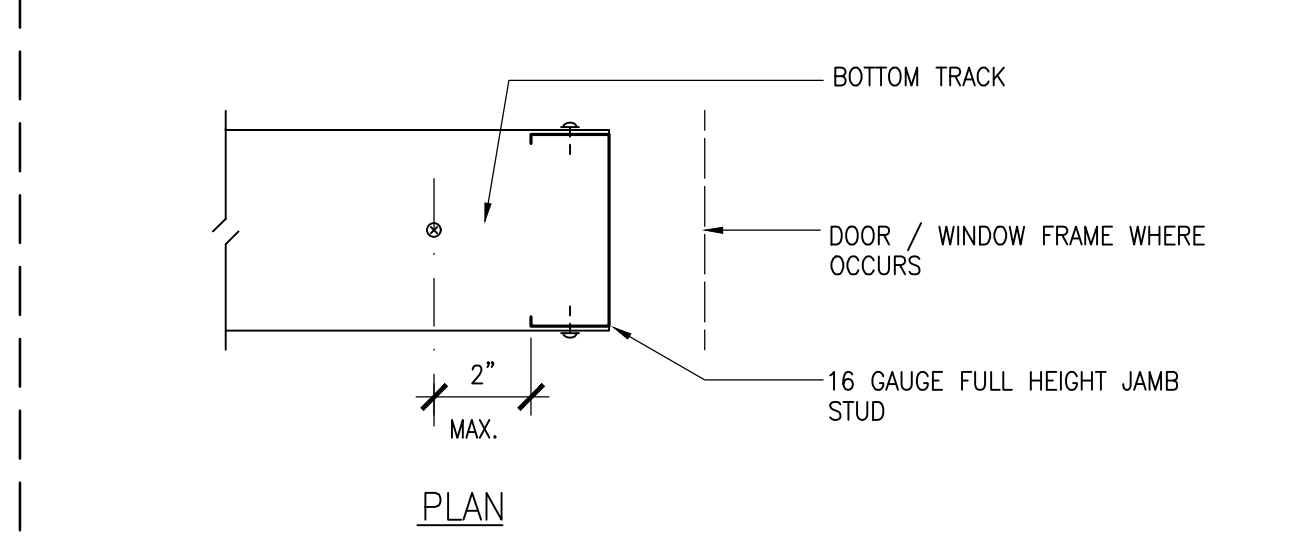 BOTTOM TRACK
DOOR / WINDOW FRAME WHERE
OCCURS
2"
16 GAUGE FULL HEIGHT JAMB
STUD
MAX.
PLAN